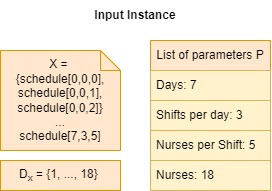 Input Instance
X =
{schedule[0,0,0],
schedule[0,0,1],
schedule[0,0,2]}
...
schedule[7,3,5]
Dx = {1, ..., 18}
List of parameters P
Days: 7
Shifts per day: 3
Nurses per Shift: 5
Nurses: 18